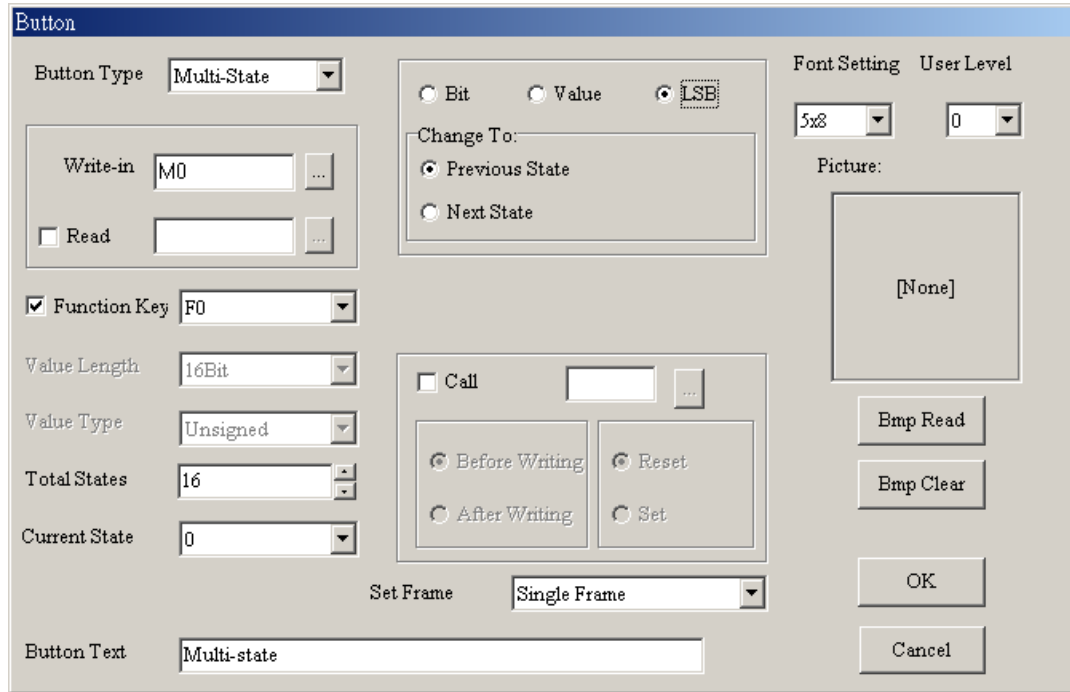 Button
Button Type Multi-State
Bit Value LSB
Font Setting User Level
5x8 0
Change To:
Previous State
Next State
Write-in M0 ...
Read ...
Picture:
[None]
Function Key F0
Value Length 16Bit
Value Type Unsigned
Total States 16
Current State 0
Call ...
Before Writing Reset
After Writing Set
Bmp Read
Bmp Clear
Set Frame Single Frame
OK
Button Text Multi-state
Cancel